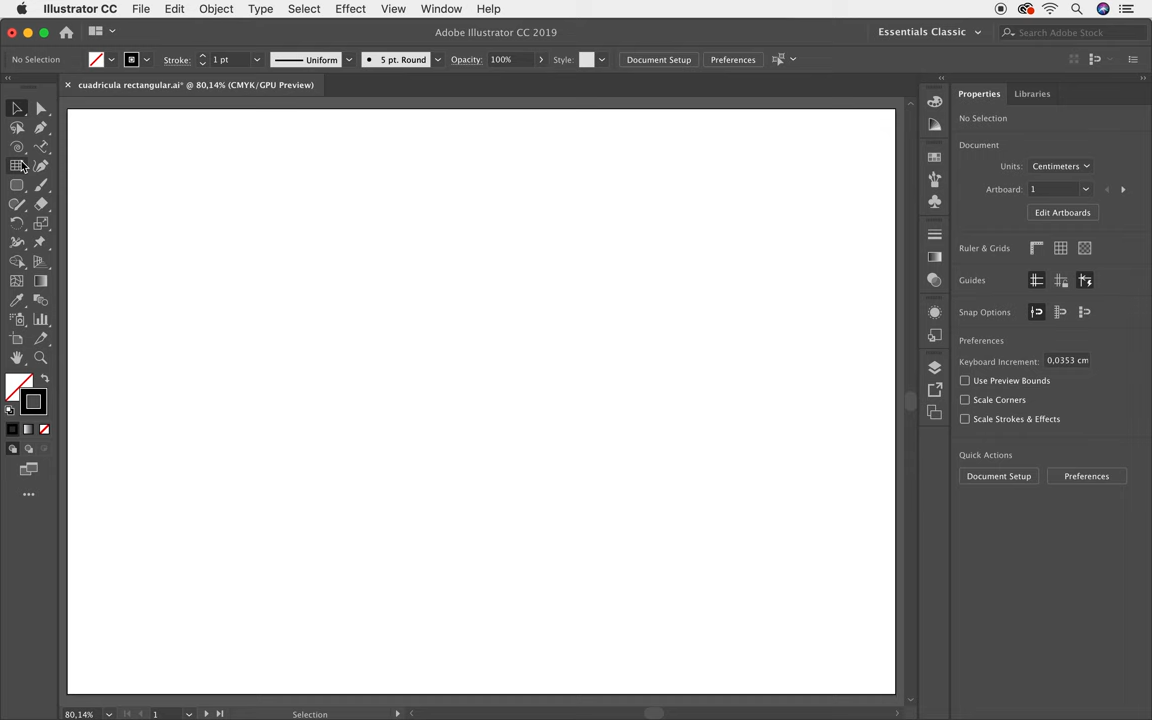 Illustrator CC File Edit Object Type Select Effect View Window Help
Adobe Illustrator CC 2019
Essentials Classic
Search Adobe Stock
No Selection
Stroke: 1 pt
Uniform
5 pt. Round
Opacity: 100%
Style:
Document Setup
Preferences
× cuadricula rectangular.ai* @ 80,14% (CMYK/GPU Preview)
Properties Libraries
No Selection
Document
Units: Centimeters
Artboard: 1
Edit Artboards
Ruler & Grids
Guides
Snap Options
Preferences
Keyboard Increment: 0,0353 cm
Use Preview Bounds
Scale Corners
Scale Strokes & Effects
Quick Actions
Document Setup Preferences
80,14% 1 Selection